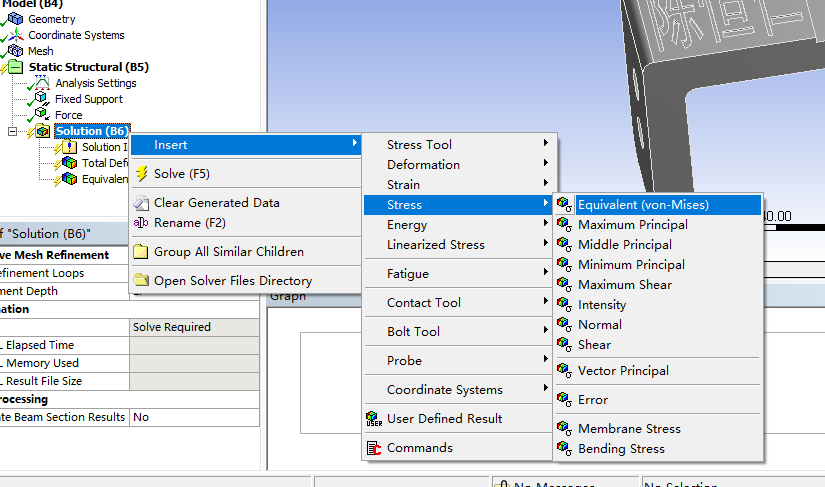 Model (B4)
Geometry
Coordinate Systems
Mesh
Static Structural (B5)
Analysis Settings
Fixed Support
Force
Solution (B6)
Solution I
Total Def
Equivalen
Insert
Solve (F5)
Clear Generated Data
Rename (F2)
Group All Similar Children
Open Solver Files Directory
Stress Tool
Deformation
Strain
Stress
Energy
Linearized Stress
Fatigue
Contact Tool
Bolt Tool
Probe
Coordinate Systems
User Defined Result
Commands
Equivalent (von-Mises)
Maximum Principal
Middle Principal
Minimum Principal
Maximum Shear
Intensity
Normal
Shear
Vector Principal
Error
Membrane Stress
Bending Stress
f "Solution (B6)"
ve Mesh Refinement
efinement Loops
ement Depth
nation
Solve Required
L Elapsed Time
L Memory Used
L Result File Size
rocessing
ate Beam Section Results No
Graph
0.00
No Messages
No Selection